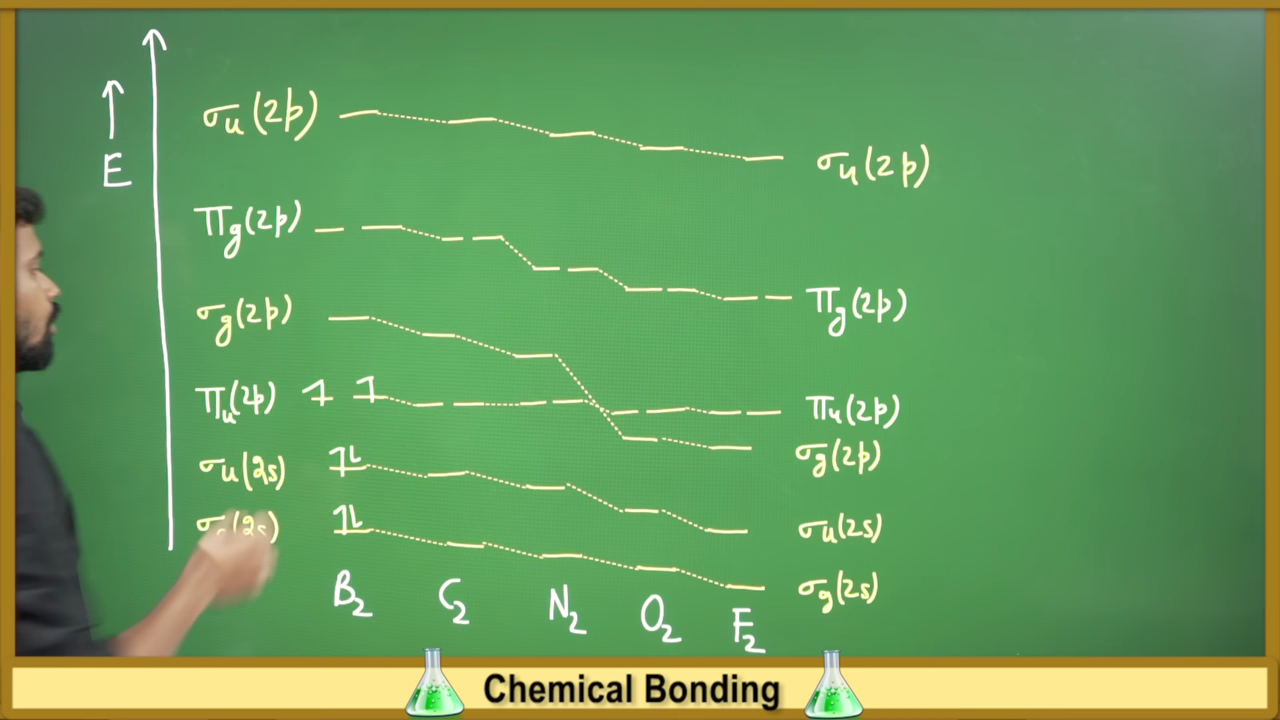 σu(2p)
σu(2p)
E
πg(2p)
πg(2p)
σg(2p)
πu(2p)
πu(2p)
σg(2p)
σu(2s)
σu(2s)
(2s)
σg(2s)
B₂ C₂ N₂ O₂ F₂
Chemical Bonding